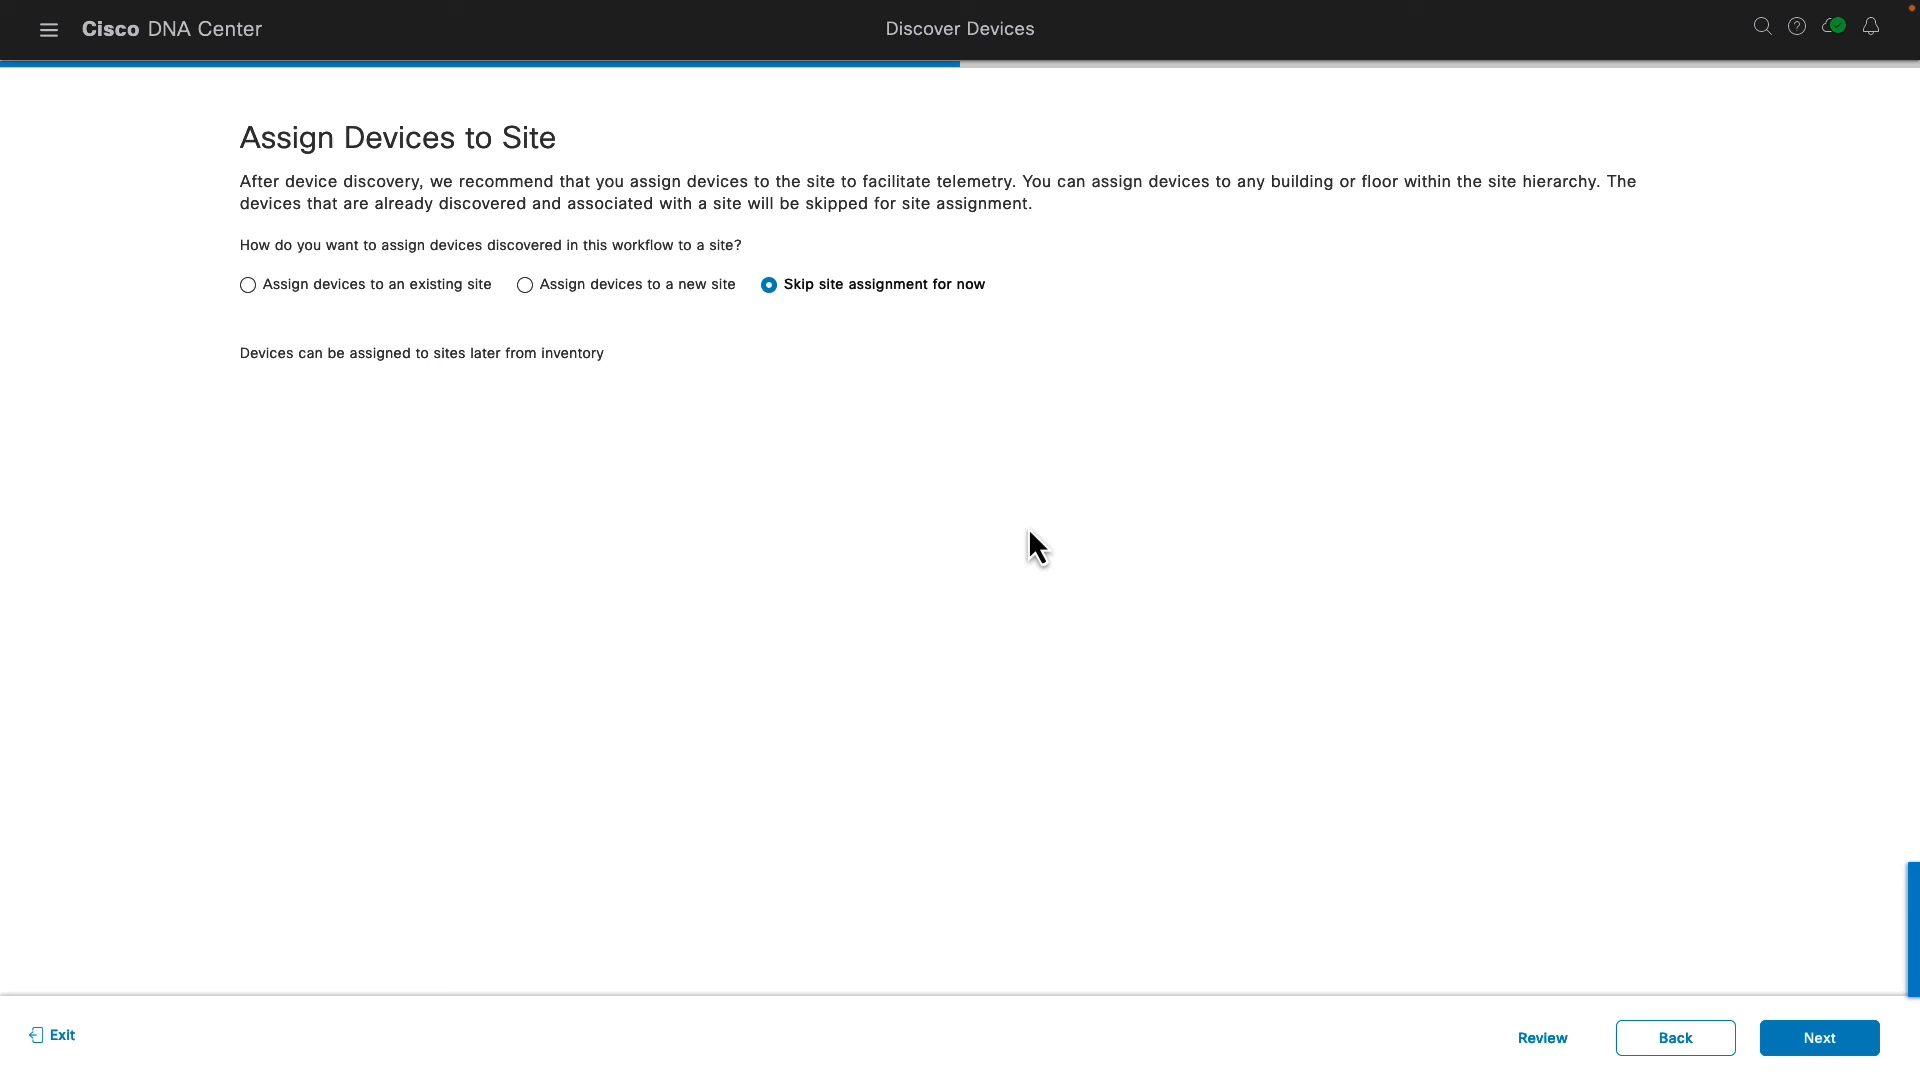 Cisco DNA Center
Discover Devices
Assign Devices to Site
After device discovery, we recommend that you assign devices to the site to facilitate telemetry. You can assign devices to any building or floor within the site hierarchy. The
devices that are already discovered and associated with a site will be skipped for site assignment.
How do you want to assign devices discovered in this workflow to a site?
Assign devices to an existing site
Assign devices to a new site
Skip site assignment for now
Devices can be assigned to sites later from inventory
Exit
Review
Back
Next